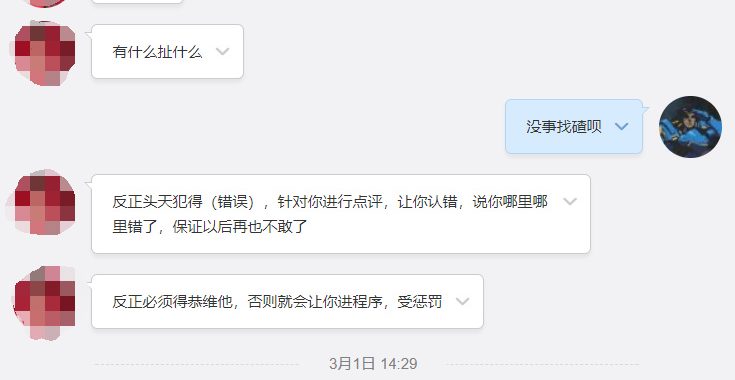 有什么扯什么
没事找碴呗
反正头天犯得（错误），针对你进行点评，让你认错，说你哪里哪
里错了，保证以后再也不敢了
反正必须得恭维他，否则就会让你进程序，受惩罚
3月1日 14:29